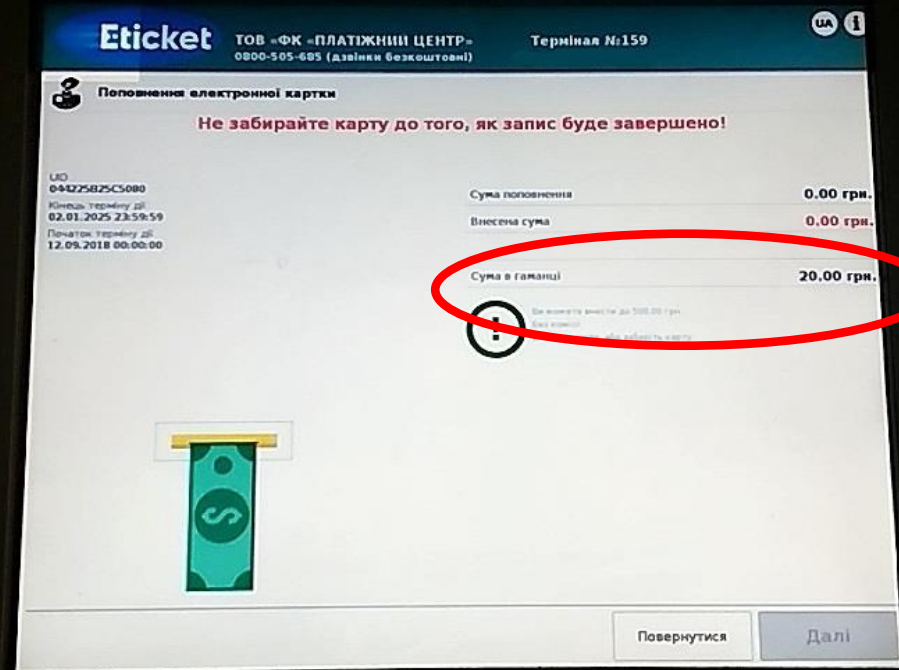 Eticket
ТОВ «ФК «ПЛАТІЖНИЙ ЦЕНТР»
0800-505-685 (дзвінки безкоштовні)
Термінал №159
UA
i
Поповнення електронної картки
Не забирайте карту до того, як запис буде завершено!
UID
044225B25C5080
Кінець терміну дії
02.01.2025 23:59:59
Початок терміну дії
12.09.2018 00:00:00
Сума поповнення 0.00 грн.
Внесена сума 0.00 грн.
Сума в гаманці 20.00 грн.
!
Ви можете внести до 500.00 грн.
Без комісії
або заберіть карту
$
Повернутися
Далі